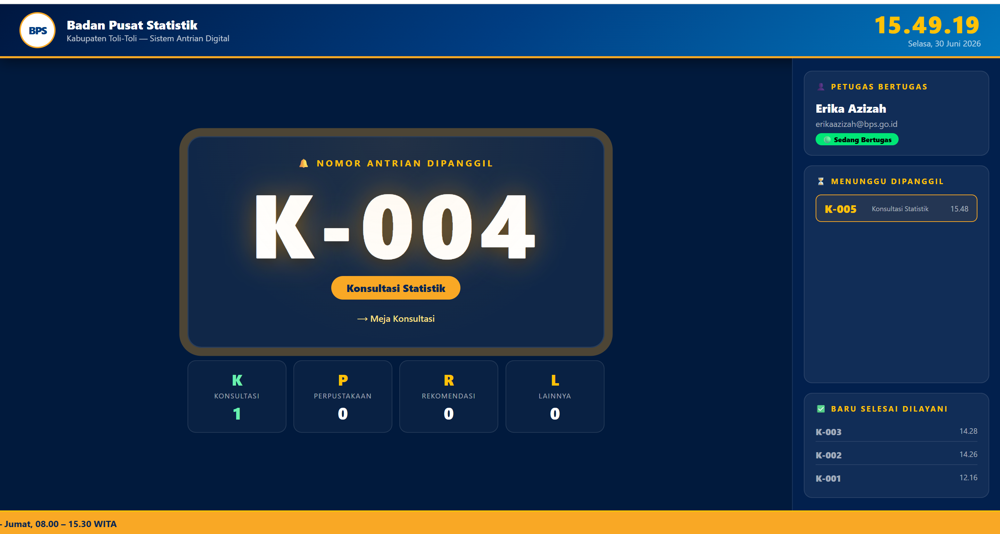 BPS
Badan Pusat Statistik
Kabupaten Toli-Toli — Sistem Antrian Digital
15.49.19
Selasa, 30 Juni 2026
🔔 NOMOR ANTRIAN DIPANGGIL
K-004
Konsultasi Statistik
⟶ Meja Konsultasi
K
KONSULTASI
1
P
PERPUSTAKAAN
0
R
REKOMENDASI
0
L
LAINNYA
0
👤 PETUGAS BERTUGAS
Erika Azizah
erikaazizah@bps.go.id
Sedang Bertugas
⏳ MENUNGGU DIPANGGIL
K-005 Konsultasi Statistik 15.48
✅ BARU SELESAI DILAYANI
K-003 14.28
K-002 14.26
K-001 12.16
– Jumat, 08.00 – 15.30 WITA